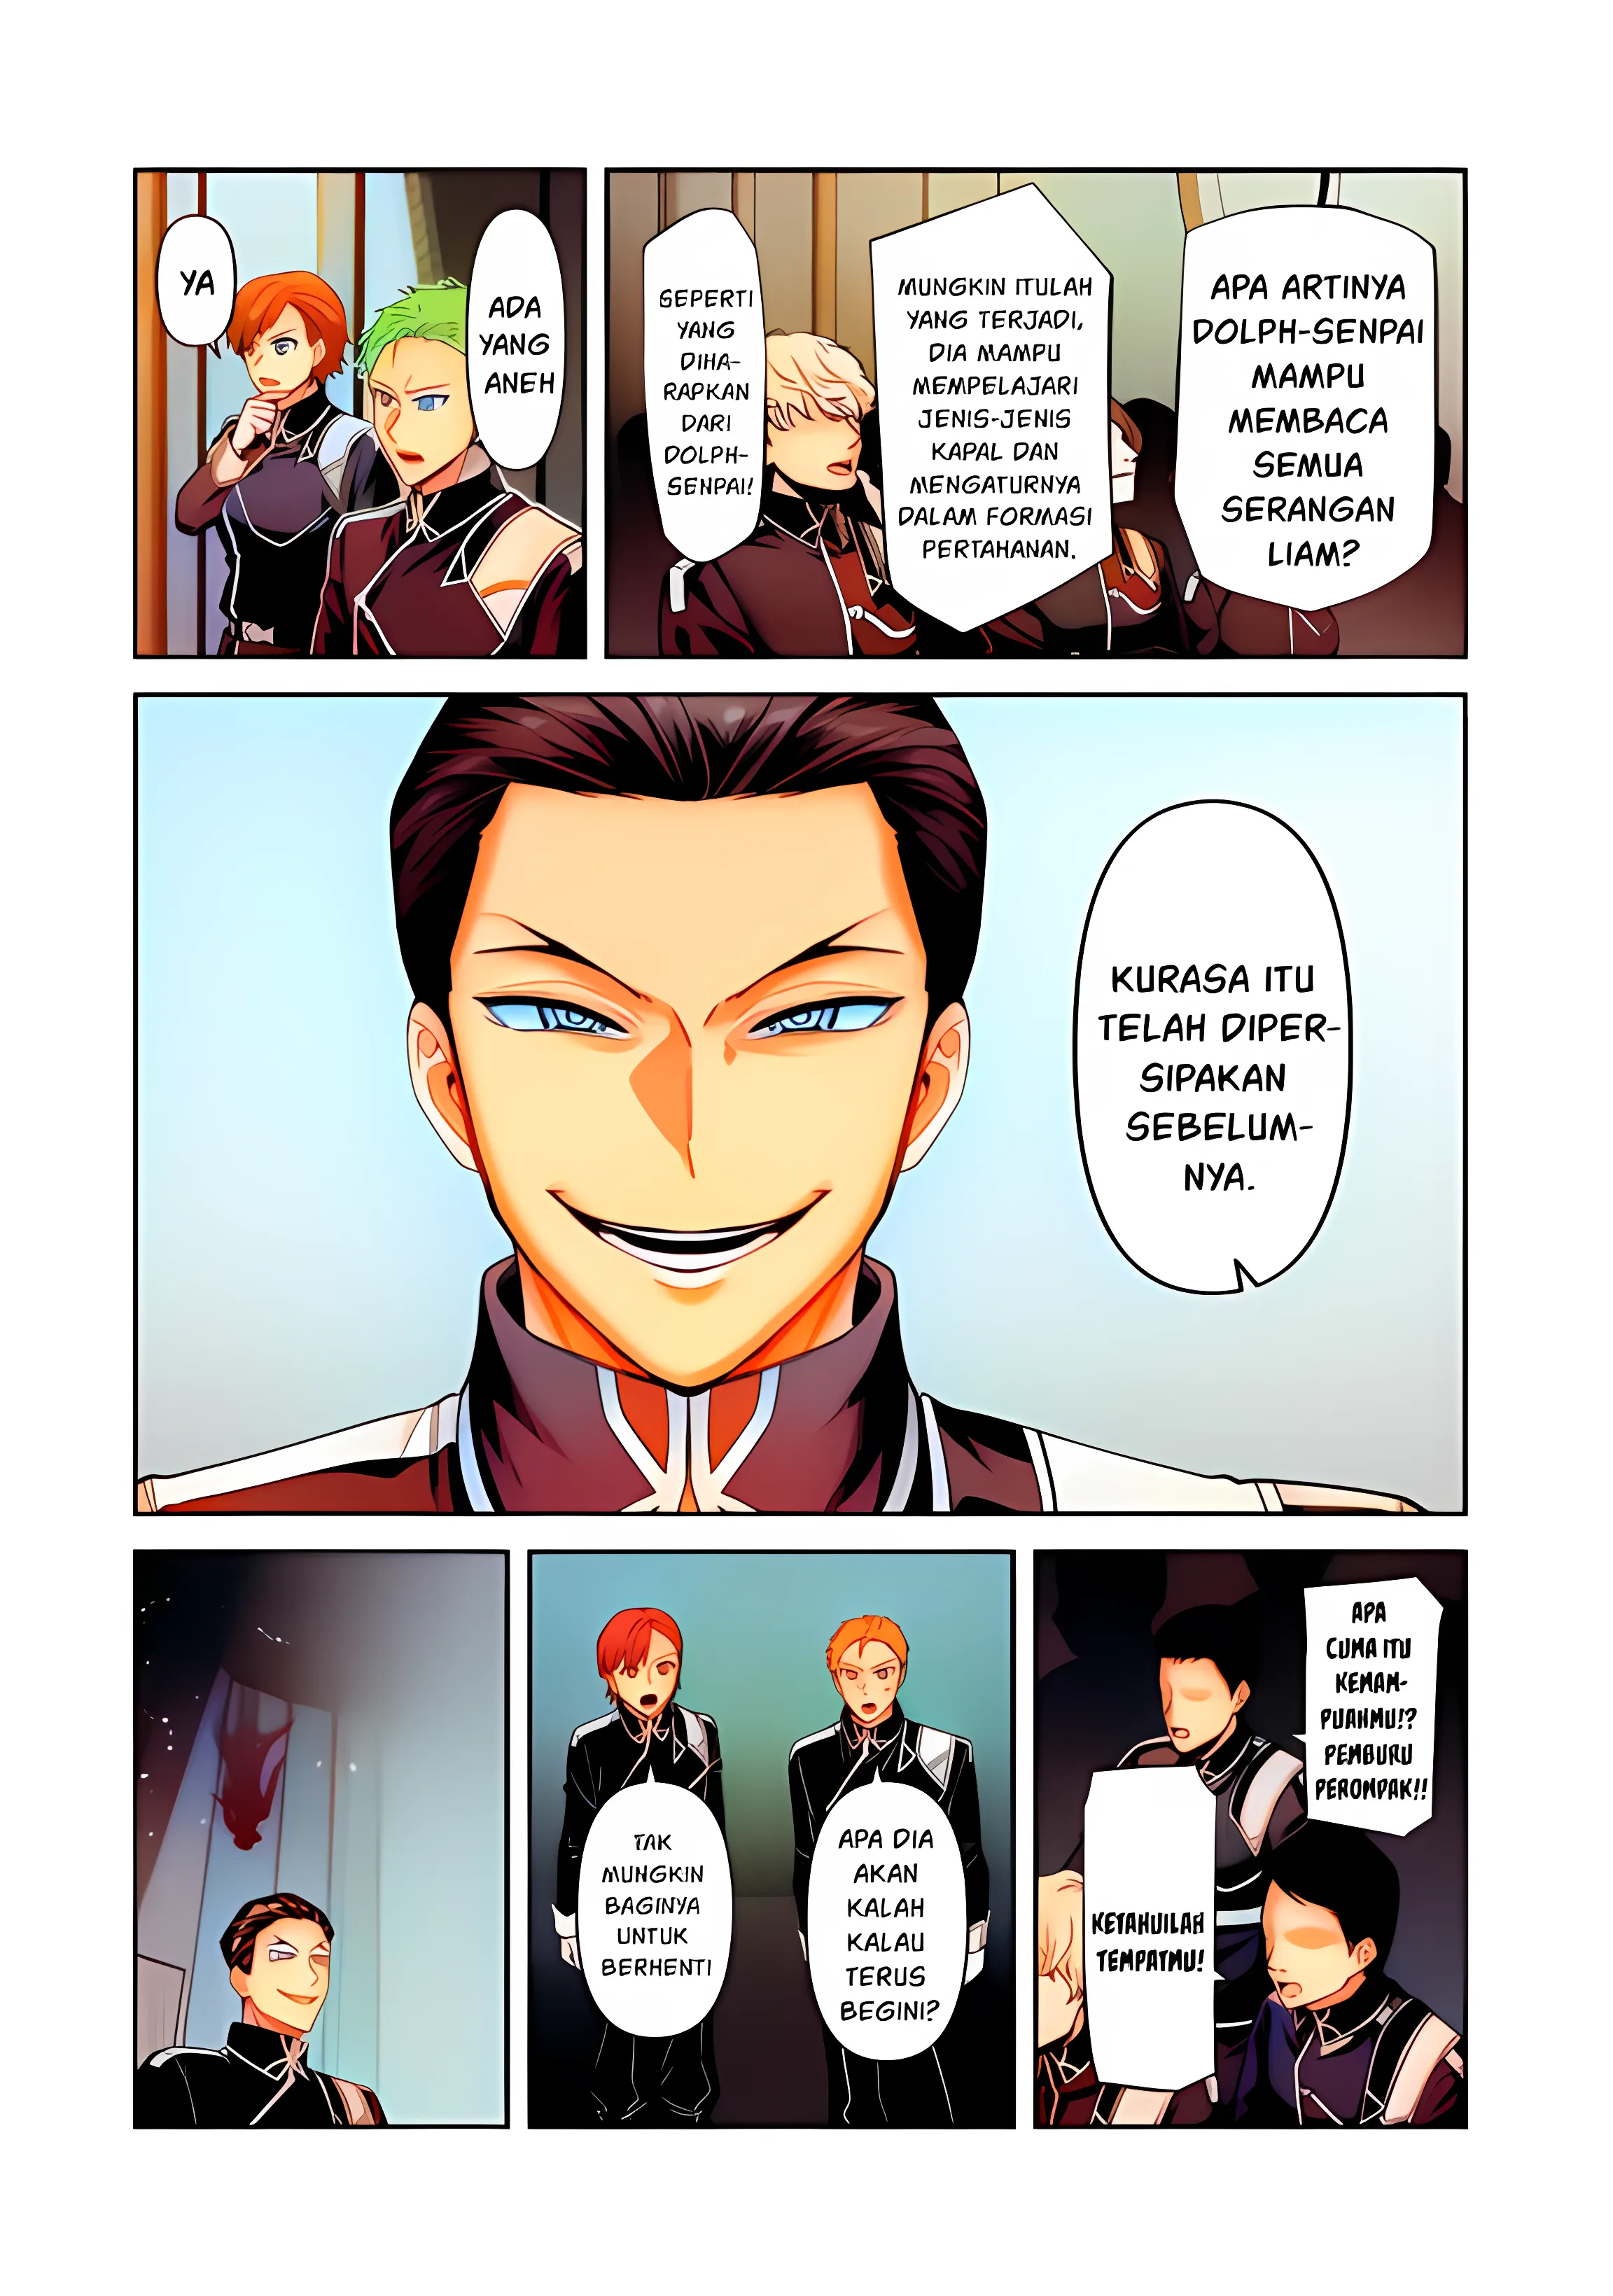 APA ARTINYA
DOLPH-SENPAI
MAMPU
MEMBACA
SEMUA
SERANGAN
LIAM?
MUNGKIN ITULAH
YANG TERJADI,
DIA MAMPU
MEMPELAJARI
JENIS-JENIS
KAPAL DAN
MENGATURNYA
DALAM FORMASI
PERTAHANAN.
SEPERTI
YANG
DIHA-
RAPKAN
DARI
DOLPH-
SENPAI!
ADA
YANG
ANEH
YA
KURASA ITU
TELAH DIPER-
SIPAKAN
SEBELUM-
NYA.
APA
CUMA ITU
KEMAM-
PUANMU!?
PEMBURU
PEROMPAK!!
KETAHUILAH
TEMPATMU!
APA DIA
AKAN
KALAH
KALAU
TERUS
BEGINI?
TAK
MUNGKIN
BAGINYA
UNTUK
BERHENTI